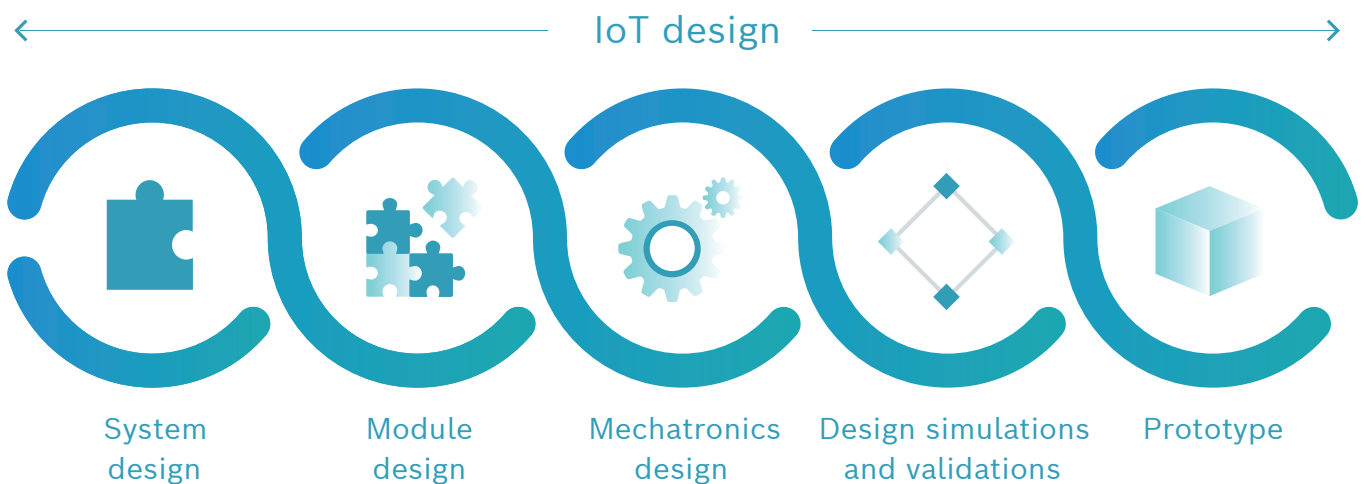 IoT design
System
design
Module
design
Mechatronics
design
Design simulations
and validations
Prototype